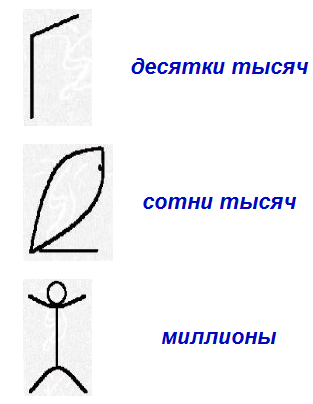 десятки тысяч
сотни тысяч
миллионы